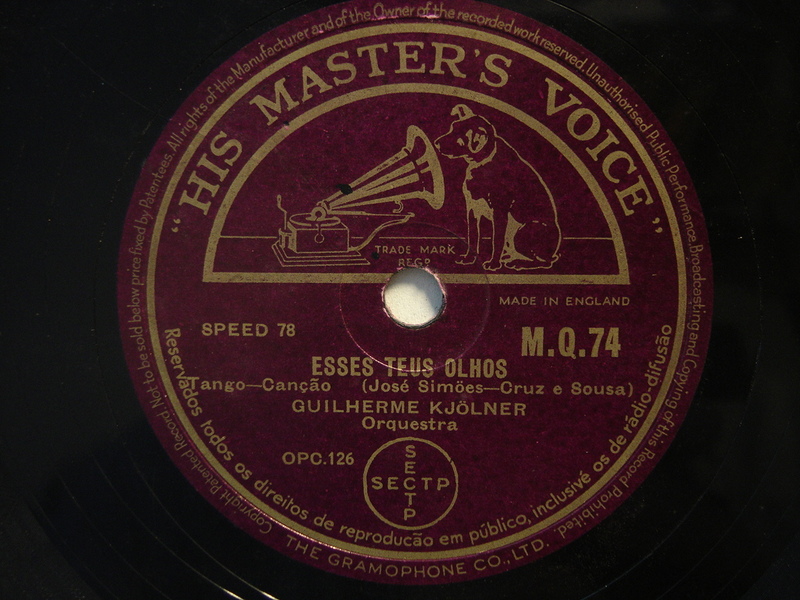 Copyright Patented Record Not to be sold below price fixed by Patentees. All rights of the Manufacturer and of the Owner of the recorded work reserved. Unauthorised Public Performance, Broadcasting and Copying of this Record Prohibited.
"HIS MASTER'S VOICE"
TRADE MARK
REGD
MADE IN ENGLAND
SPEED 78
M.Q.74
ESSES TEUS OLHOS
Tango—Canção (José Simões—Cruz e Sousa)
GUILHERME KJÖLNER
Orquestra
OPC.126
SECTP
SECTP
Reservados todos os direitos de reprodução em público, inclusivé os de rádio-difusão
THE GRAMOPHONE CO., LTD.